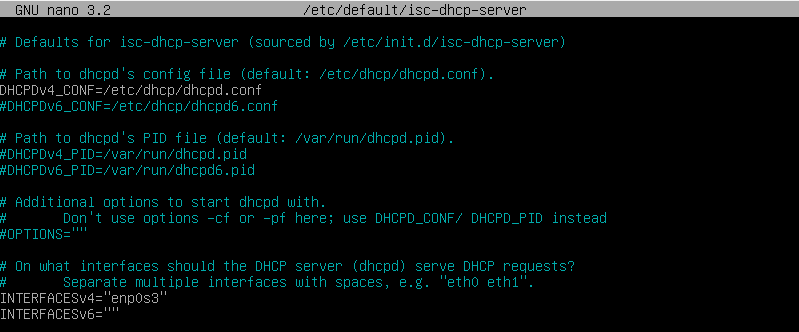 GNU nano 3.2 /etc/default/isc-dhcp-server
# Defaults for isc-dhcp-server (sourced by /etc/init.d/isc-dhcp-server)
# Path to dhcpd's config file (default: /etc/dhcp/dhcpd.conf).
DHCPDv4_CONF=/etc/dhcp/dhcpd.conf
#DHCPDv6_CONF=/etc/dhcp/dhcpd6.conf
# Path to dhcpd's PID file (default: /var/run/dhcpd.pid).
#DHCPDv4_PID=/var/run/dhcpd.pid
#DHCPDv6_PID=/var/run/dhcpd6.pid
# Additional options to start dhcpd with.
#       Don't use options -cf or -pf here; use DHCPD_CONF/ DHCPD_PID instead
#OPTIONS=""
# On what interfaces should the DHCP server (dhcpd) serve DHCP requests?
#       Separate multiple interfaces with spaces, e.g. "eth0 eth1".
INTERFACESv4="enp0s3"
INTERFACESv6=""